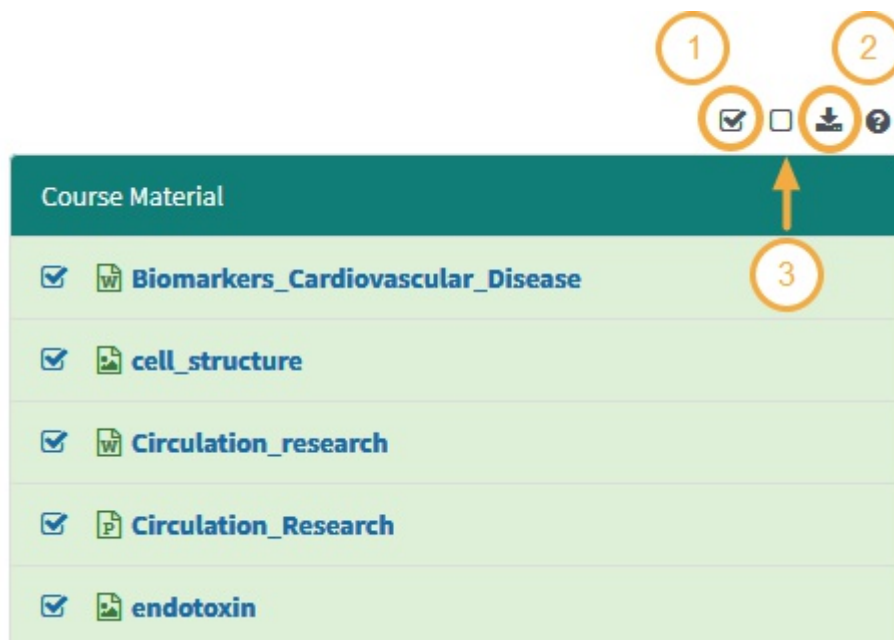 1 2
Course Material
3
Biomarkers_Cardiovascular_Disease
cell_structure
Circulation_research
Circulation_Research
endotoxin